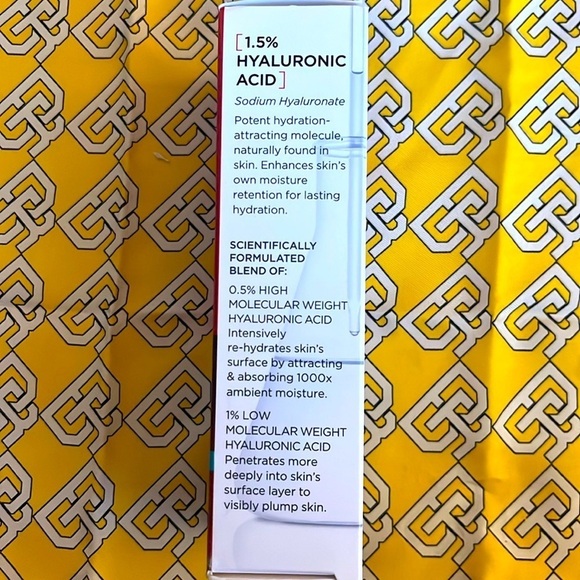 [1.5%
HYALURONIC
ACID]
Sodium Hyaluronate
Potent hydration-
attracting molecule,
naturally found in
skin. Enhances skin's
own moisture
retention for lasting
hydration.
SCIENTIFICALLY
FORMULATED
BLEND OF:
0.5% HIGH
MOLECULAR WEIGHT
HYALURONIC ACID
Intensively
re-hydrates skin's
surface by attracting
& absorbing 1000x
ambient moisture.
1% LOW
MOLECULAR WEIGHT
HYALURONIC ACID
Penetrates more
deeply into skin's
surface layer to
visibly plump skin.